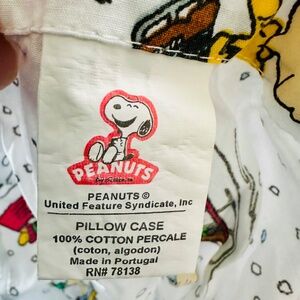 PEANUTS
PEANUTS ©
United Feature Syndicate, Inc
PILLOW CASE
100% COTTON PERCALE
(coton, algodon)
Made in Portugal
RN# 78138